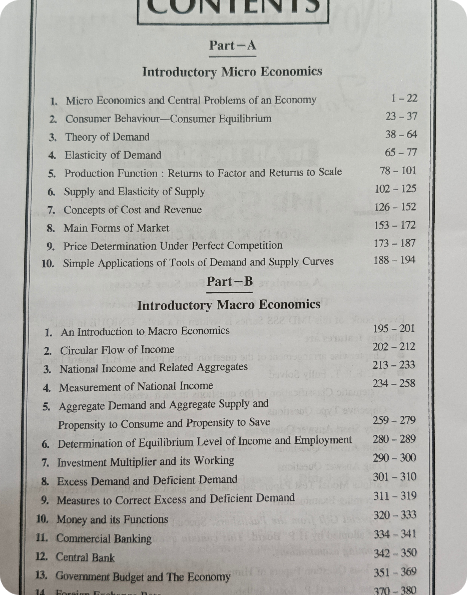 CONTENTS
Part—A
Introductory Micro Economics
1. Micro Economics and Central Problems of an Economy 1 – 22
2. Consumer Behaviour—Consumer Equilibrium 23 – 37
3. Theory of Demand 38 – 64
4. Elasticity of Demand 65 – 77
5. Production Function : Returns to Factor and Returns to Scale 78 – 101
6. Supply and Elasticity of Supply 102 – 125
7. Concepts of Cost and Revenue 126 – 152
8. Main Forms of Market 153 – 172
9. Price Determination Under Perfect Competition 173 – 187
10. Simple Applications of Tools of Demand and Supply Curves 188 – 194
Part—B
Introductory Macro Economics
1. An Introduction to Macro Economics 195 – 201
2. Circular Flow of Income 202 – 212
3. National Income and Related Aggregates 213 – 233
4. Measurement of National Income 234 – 258
5. Aggregate Demand and Aggregate Supply and
Propensity to Consume and Propensity to Save 259 – 279
6. Determination of Equilibrium Level of Income and Employment 280 – 289
7. Investment Multiplier and its Working 290 – 300
8. Excess Demand and Deficient Demand 301 – 310
9. Measures to Correct Excess and Deficient Demand 311 – 319
10. Money and its Functions 320 – 333
11. Commercial Banking 334 – 341
12. Central Bank 342 – 350
13. Government Budget and The Economy 351 – 369
14. Foreign Exchange Rate 370 – 380